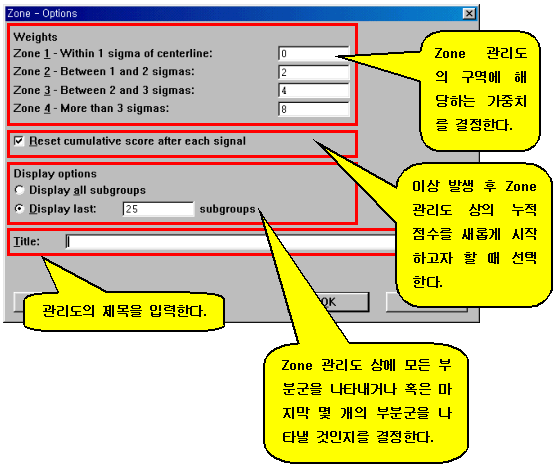 Zone - Options
Weights
Zone 1 - Within 1 sigma of centerline: 0
Zone 2 - Between 1 and 2 sigmas: 2
Zone 3 - Between 2 and 3 sigmas: 4
Zone 4 - More than 3 sigmas: 8
Reset cumulative score after each signal
Display options
Display all subgroups
Display last: 25 subgroups
Title:
OK
Zone 관리도
의 구역에 해
당하는 가중치
를 결정한다.
이상 발생 후 Zone
관리도 상의 누적
점수를 새롭게 시작
하고자 할 때 선택
한다.
관리도의 제목을 입력한다.
Zone 관리도 상에 모든 부
분군을 나타내거나 혹은 마
지막 몇 개의 부분군을 나
타낼 것인지를 결정한다.